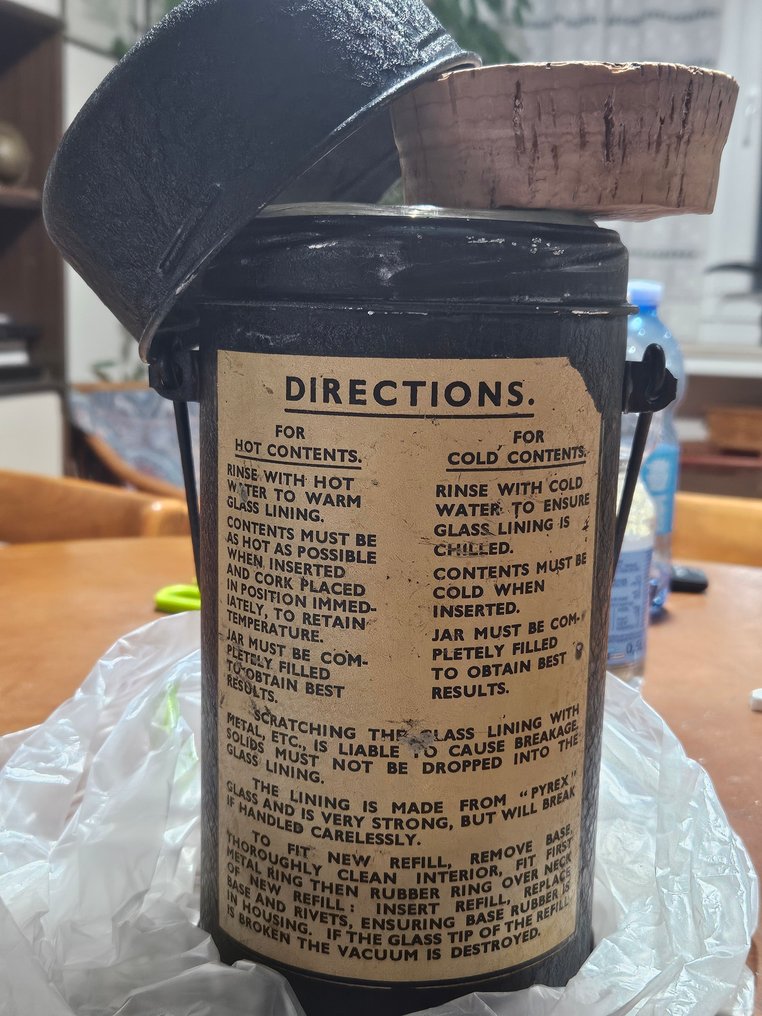 DIRECTIONS.
FOR
HOT CONTENTS.
RINSE WITH HOT
WATER TO WARM
GLASS LINING.
CONTENTS MUST BE
AS HOT AS POSSIBLE
WHEN INSERTED
AND CORK PLACED
IN POSITION IMMED-
IATELY, TO RETAIN
TEMPERATURE.
JAR MUST BE COM-
PLETELY FILLED
TO OBTAIN BEST
RESULTS.
FOR
COLD CONTENTS.
RINSE WITH COLD
WATER TO ENSURE
GLASS LINING IS
CHILLED.
CONTENTS MUST BE
COLD WHEN
INSERTED.
JAR MUST BE COM-
PLETELY FILLED
TO OBTAIN BEST
RESULTS.
SCRATCHING THE GLASS LINING WITH
METAL, ETC., IS LIABLE TO CAUSE BREAKAGE.
SOLIDS MUST NOT BE DROPPED INTO THE
GLASS LINING.
THE LINING IS MADE FROM "PYREX"
GLASS AND IS VERY STRONG, BUT WILL BREAK
IF HANDLED CARELESSLY.
TO FIT NEW REFILL, REMOVE BASE,
THOROUGHLY CLEAN INTERIOR, FIT FIRST
METAL RING THEN RUBBER RING OVER NECK
OF NEW REFILL; INSERT REFILL, REPLACE
BASE AND RIVETS, ENSURING BASE RUBBER IS
IN HOUSING. IF THE GLASS TIP OF THE REFILL
IS BROKEN THE VACUUM IS DESTROYED.